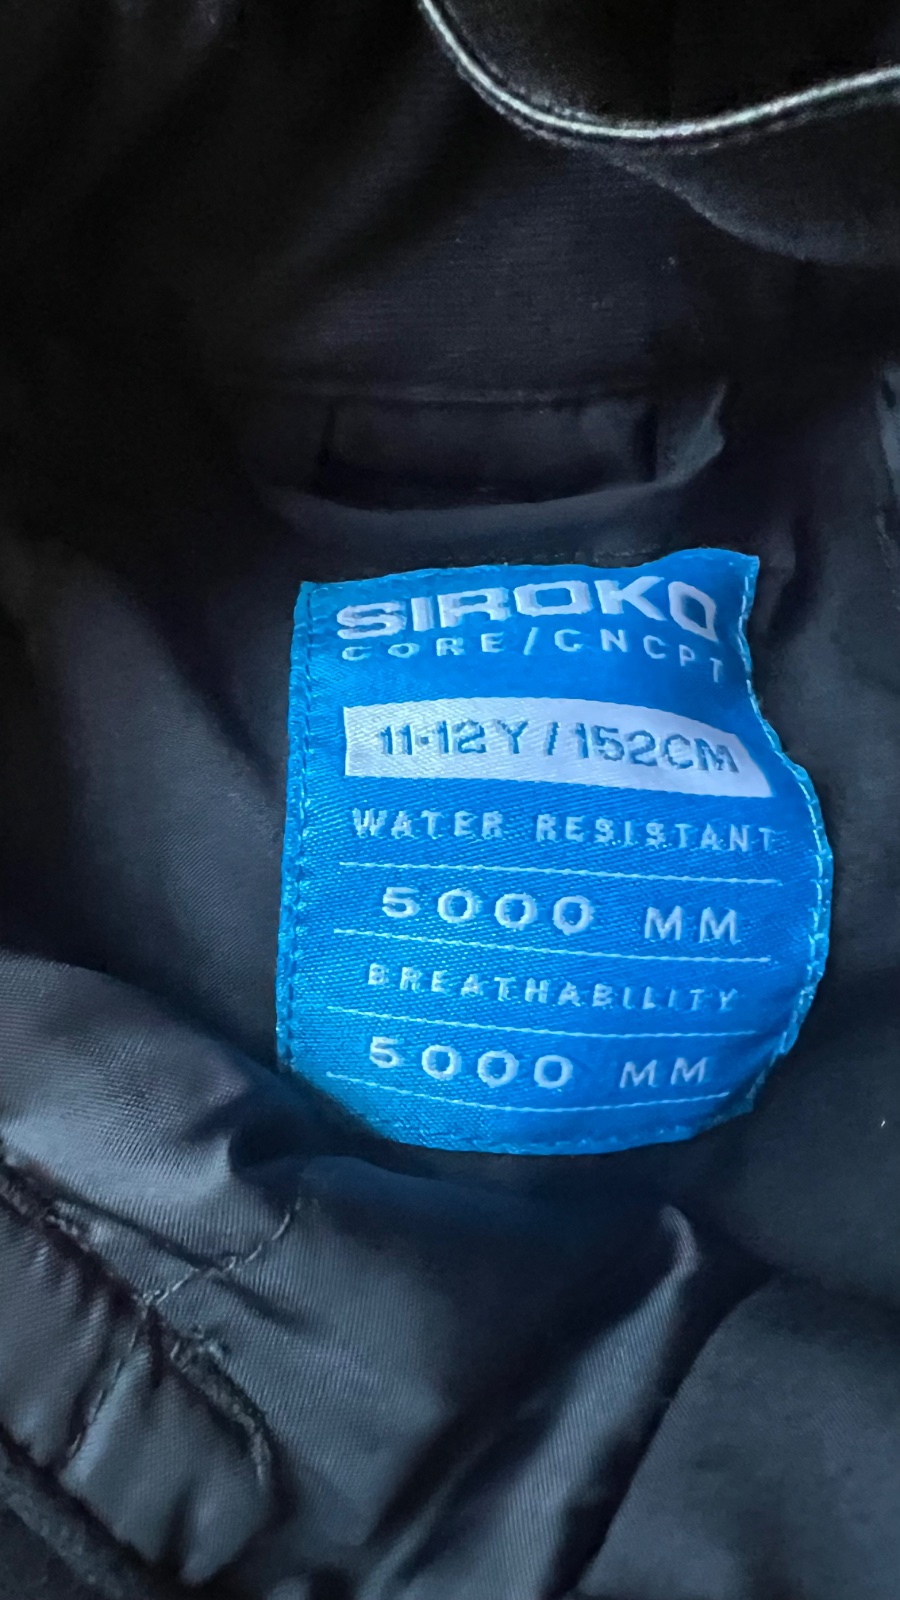 SIROKO
CORE/CNCPT
11-12Y/152CM
WATER RESISTANT
5000 MM
BREATHABILITY
5000 MM